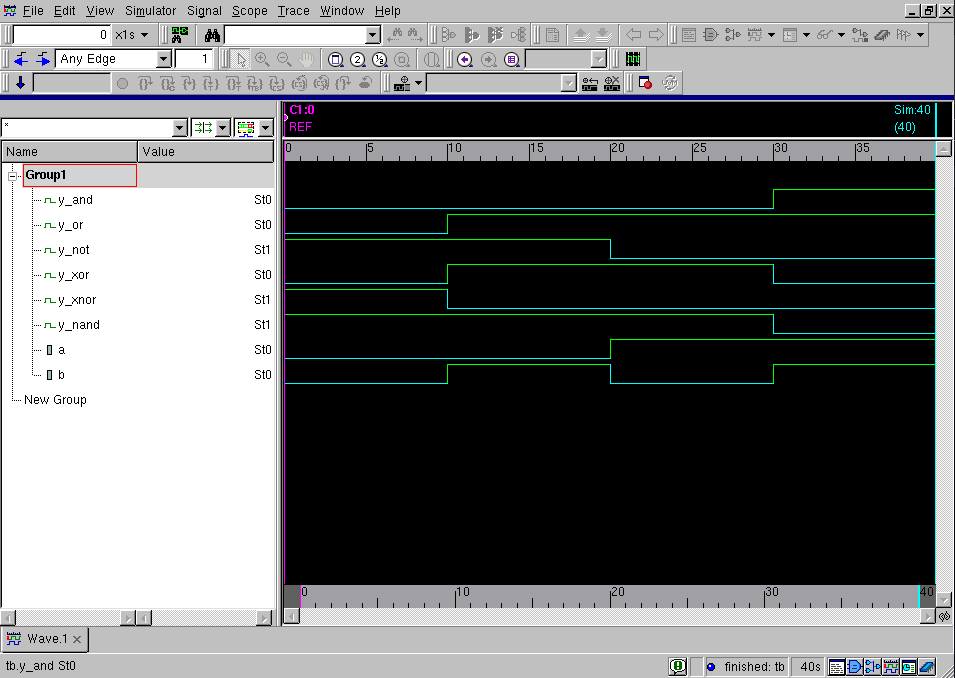 File Edit View Simulator Signal Scope Trace Window Help
0 x1s
Any Edge 1 2
*
C1:0 Sim:40
REF (40)
Name Value
0 5 10 15 20 25 30 35
Group1
y_and St0
y_or St0
y_not St1
y_xor St0
y_xnor St1
y_nand St1
a St0
b St0
New Group
0 10 20 30 40
Wave.1
tb.y_and St0 finished: tb 40s